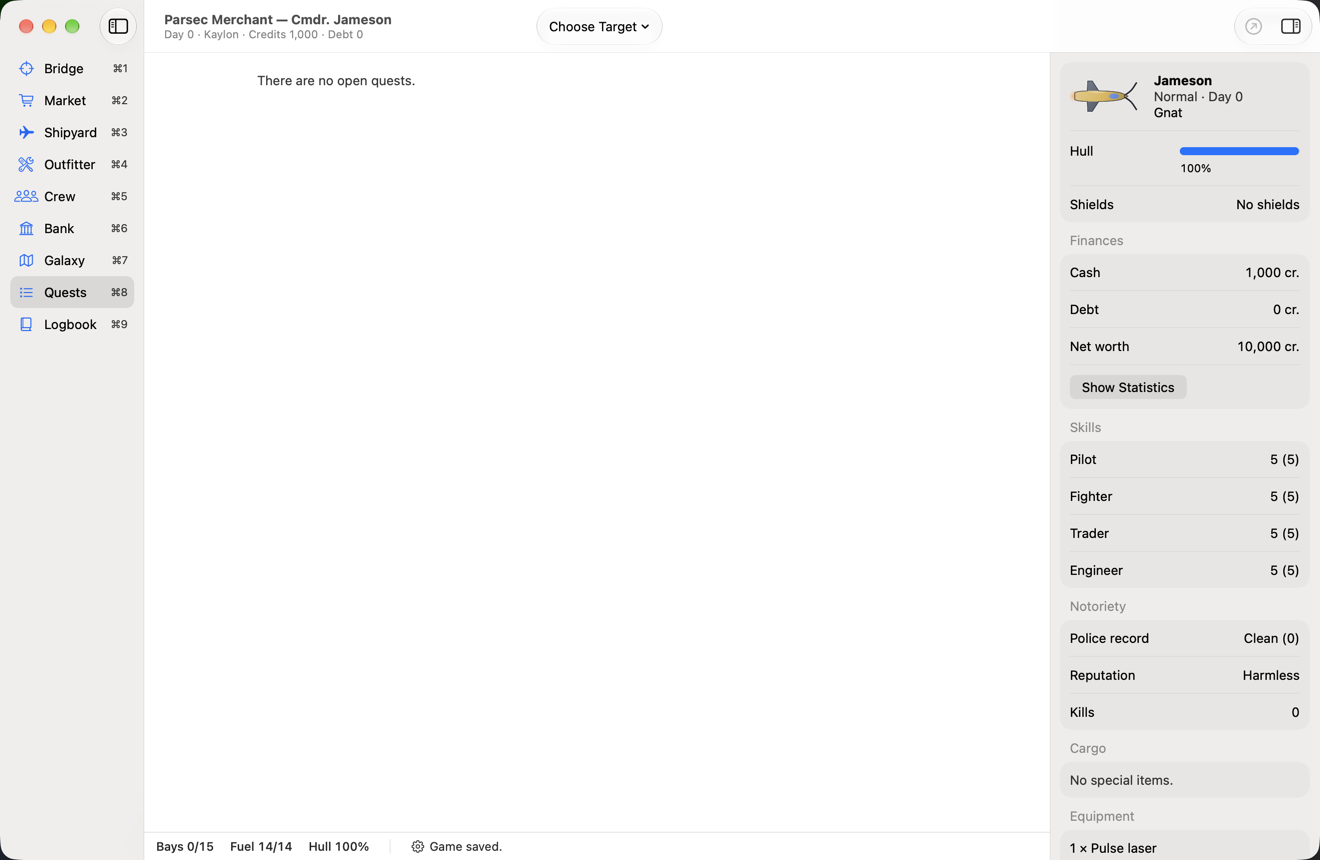 Parsec Merchant — Cmdr. Jameson
Day 0 · Kaylon · Credits 1,000 · Debt 0
Choose Target
Bridge ⌘1
Market ⌘2
Shipyard ⌘3
Outfitter ⌘4
Crew ⌘5
Bank ⌘6
Galaxy ⌘7
Quests ⌘8
Logbook ⌘9
There are no open quests.
Jameson
Normal · Day 0
Gnat
Hull
100%
Shields No shields
Finances
Cash 1,000 cr.
Debt 0 cr.
Net worth 10,000 cr.
Show Statistics
Skills
Pilot 5 (5)
Fighter 5 (5)
Trader 5 (5)
Engineer 5 (5)
Notoriety
Police record Clean (0)
Reputation Harmless
Kills 0
Cargo
No special items.
Equipment
1 × Pulse laser
Bays 0/15 Fuel 14/14 Hull 100% Game saved.